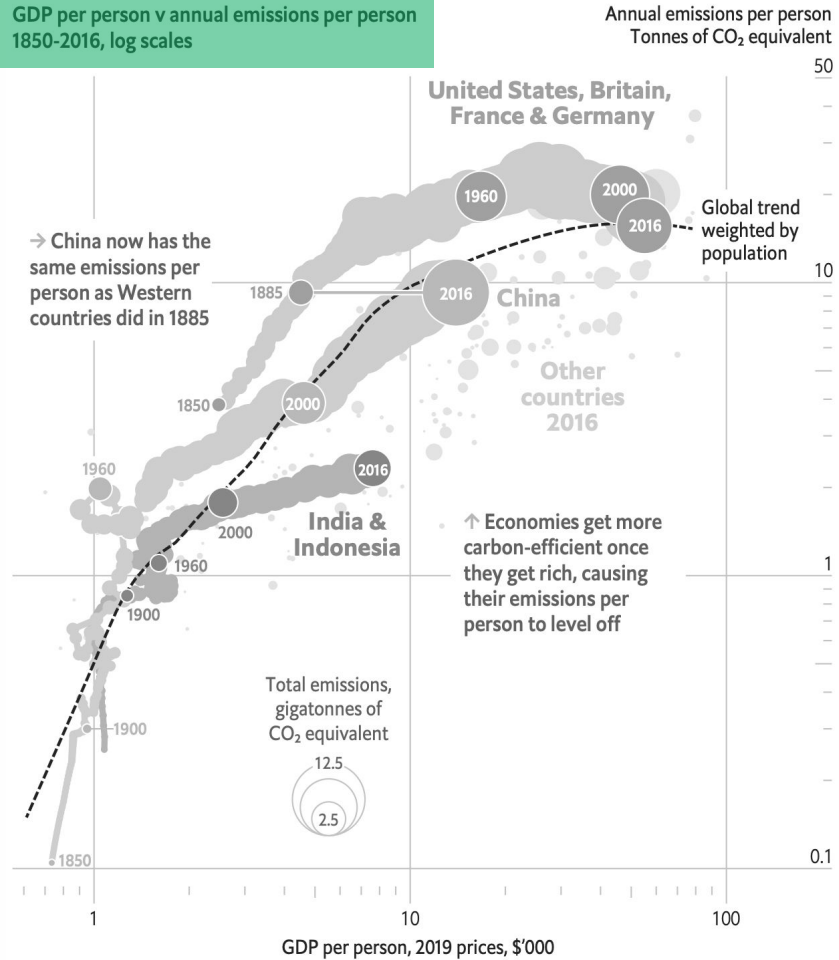 GDP per person v annual emissions per person
1850-2016, log scales
Annual emissions per person
Tonnes of CO₂ equivalent
50
United States, Britain,
France & Germany
1960
2000
2016
Global trend
weighted by
population
→ China now has the
same emissions per
person as Western
countries did in 1885
10
1885
2016
China
1850
2000
Other
countries
2016
1960
2016
2000
India &
Indonesia
↑ Economies get more
carbon-efficient once
they get rich, causing
their emissions per
person to level off
1960
1
1900
Total emissions,
gigatonnes of
CO₂ equivalent
12.5
2.5
1900
1850
0.1
1
10
100
GDP per person, 2019 prices, $'000